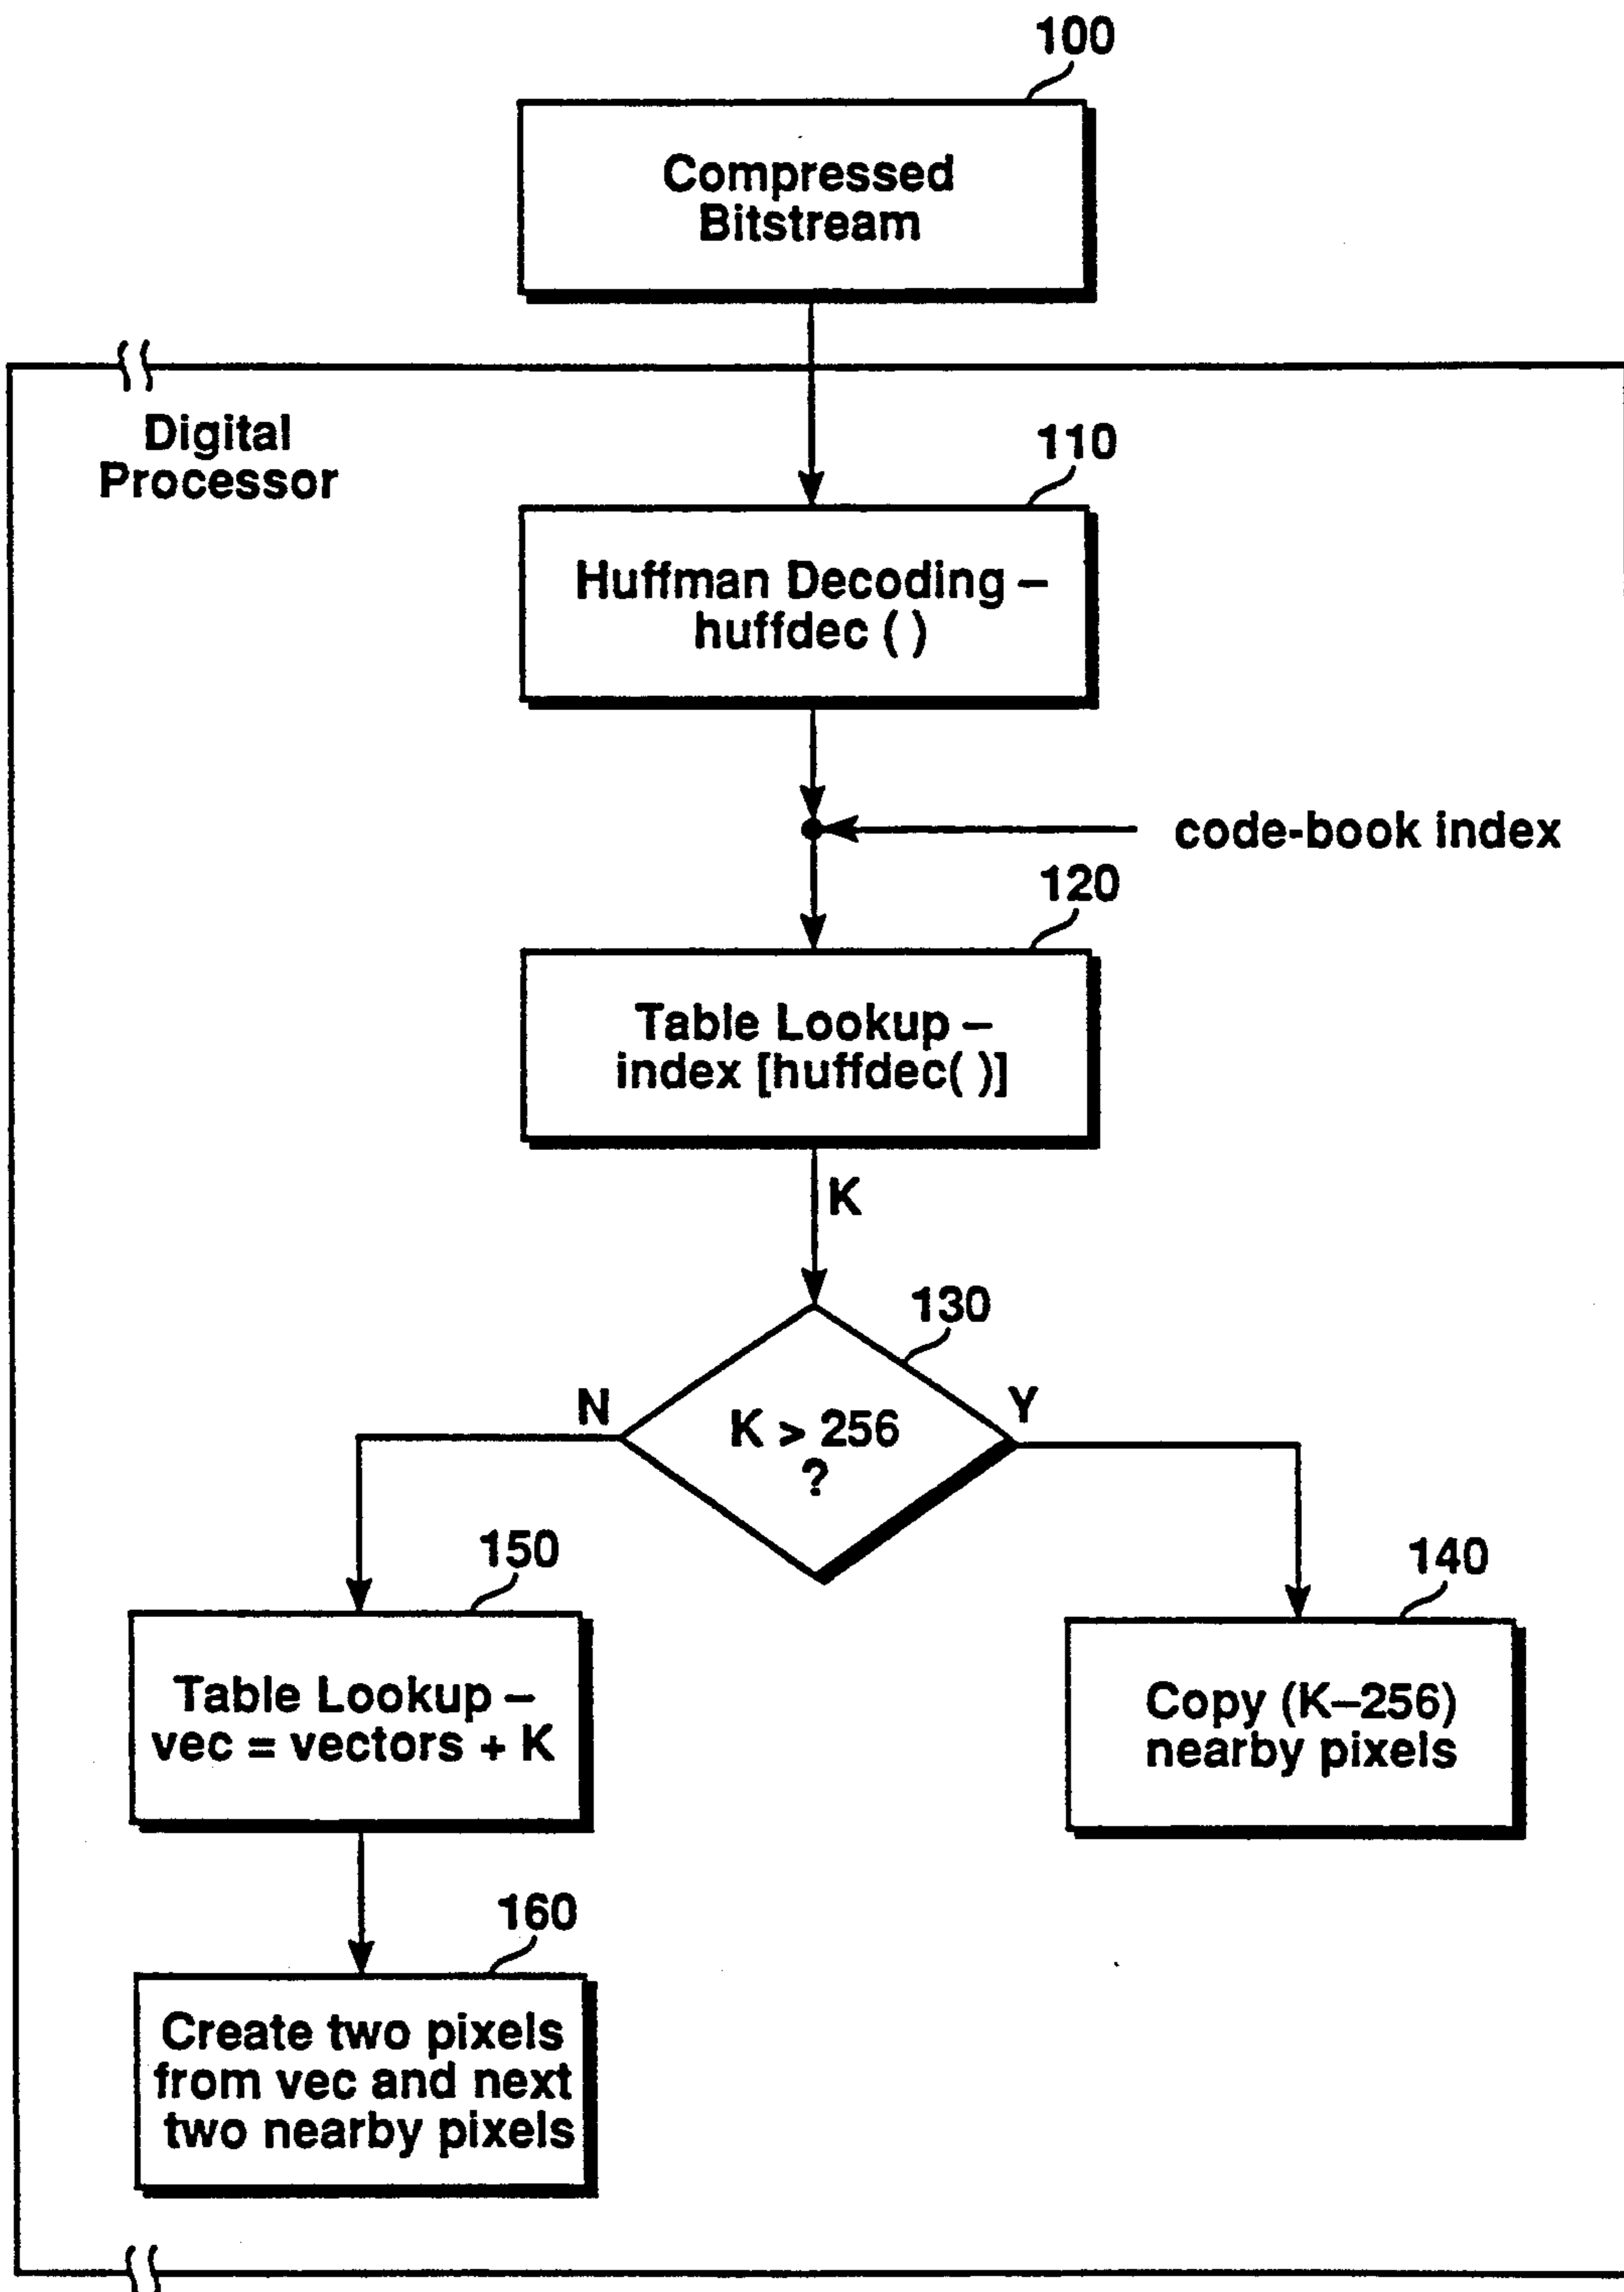 100
Compressed
Bitstream
Digital
Processor
110
Huffman Decoding –
huffdec ( )
code-book index
120
Table Lookup –
index [huffdec( )]
K
130
N
K > 256
?
Y
150
Table Lookup –
vec = vectors + K
140
Copy (K–256)
nearby pixels
160
Create two pixels
from vec and next
two nearby pixels